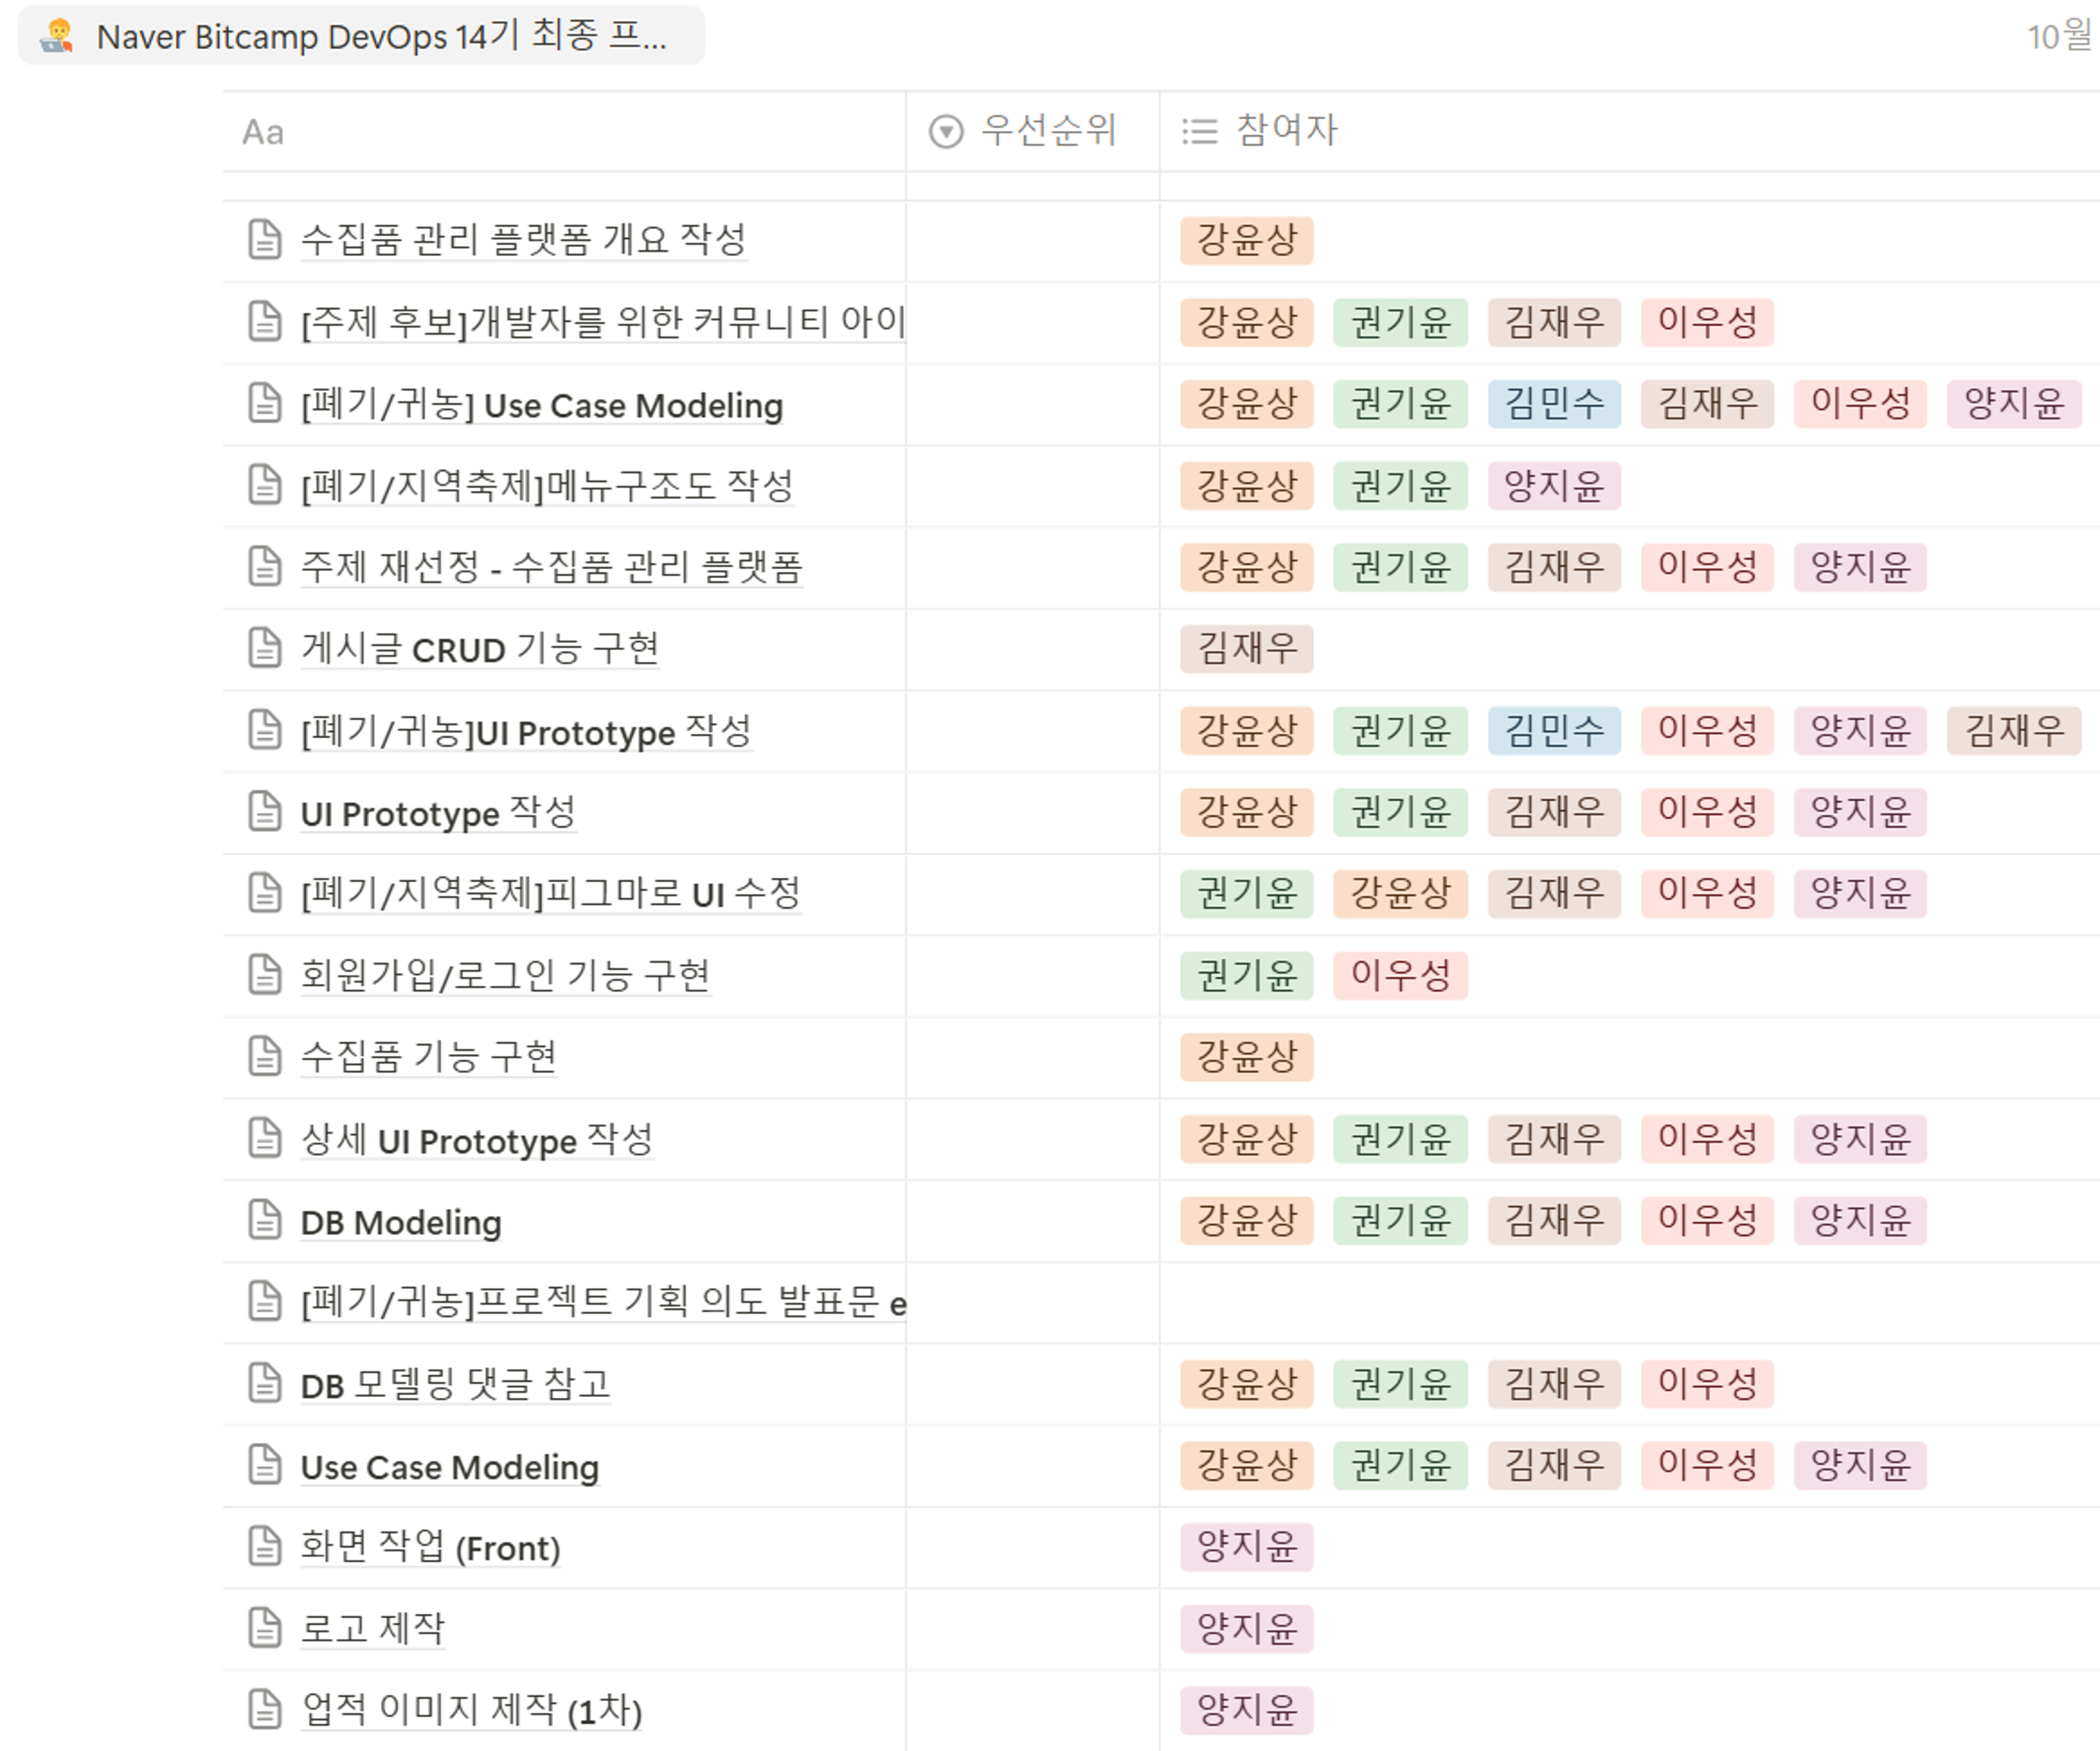 Naver Bitcamp DevOps 14기 최종 프...
10월
Aa 우선순위 참여자
수집품 관리 플랫폼 개요 작성 강윤상
[주제 후보]개발자를 위한 커뮤니티 아이 강윤상 권기윤 김재우 이우성
[폐기/귀농] Use Case Modeling 강윤상 권기윤 김민수 김재우 이우성 양지윤
[폐기/지역축제]메뉴구조도 작성 강윤상 권기윤 양지윤
주제 재선정 - 수집품 관리 플랫폼 강윤상 권기윤 김재우 이우성 양지윤
게시글 CRUD 기능 구현 김재우
[폐기/귀농]UI Prototype 작성 강윤상 권기윤 김민수 이우성 양지윤 김재우
UI Prototype 작성 강윤상 권기윤 김재우 이우성 양지윤
[폐기/지역축제]피그마로 UI 수정 권기윤 강윤상 김재우 이우성 양지윤
회원가입/로그인 기능 구현 권기윤 이우성
수집품 기능 구현 강윤상
상세 UI Prototype 작성 강윤상 권기윤 김재우 이우성 양지윤
DB Modeling 강윤상 권기윤 김재우 이우성 양지윤
[폐기/귀농]프로젝트 기획 의도 발표문 e
DB 모델링 댓글 참고 강윤상 권기윤 김재우 이우성
Use Case Modeling 강윤상 권기윤 김재우 이우성 양지윤
화면 작업 (Front) 양지윤
로고 제작 양지윤
업적 이미지 제작 (1차) 양지윤